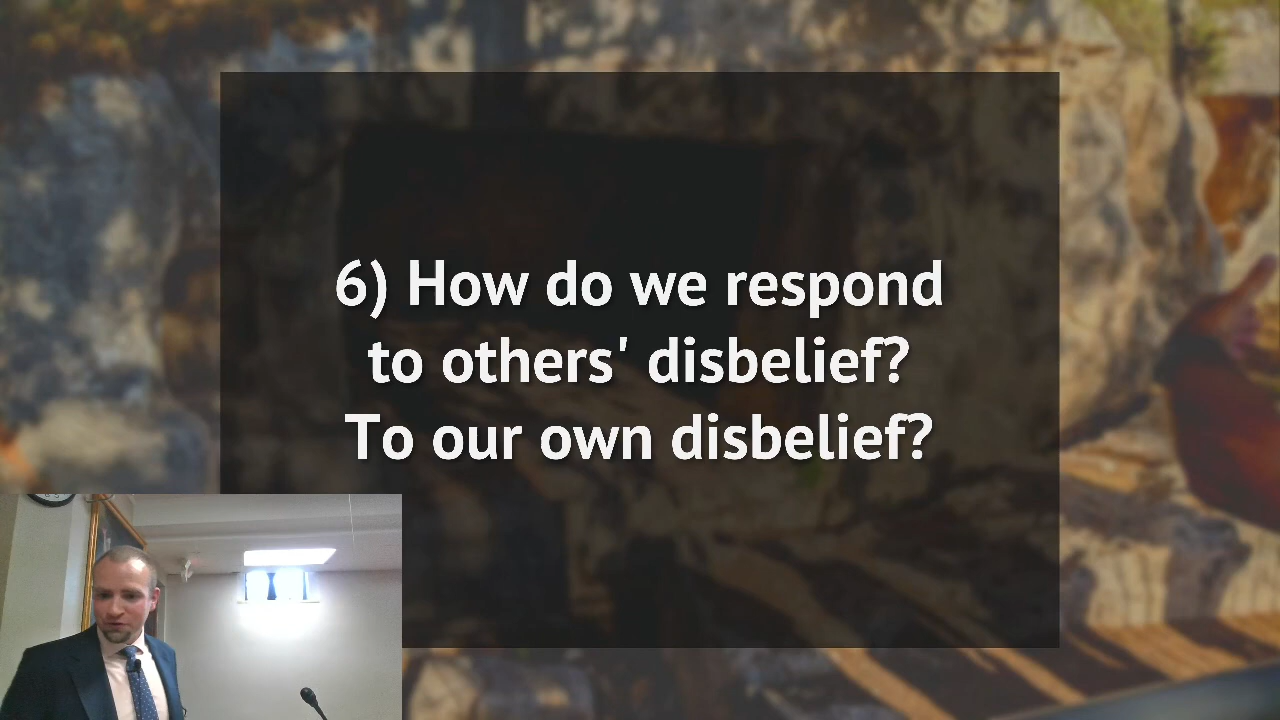 6) How do we respond
to others' disbelief?
To our own disbelief?